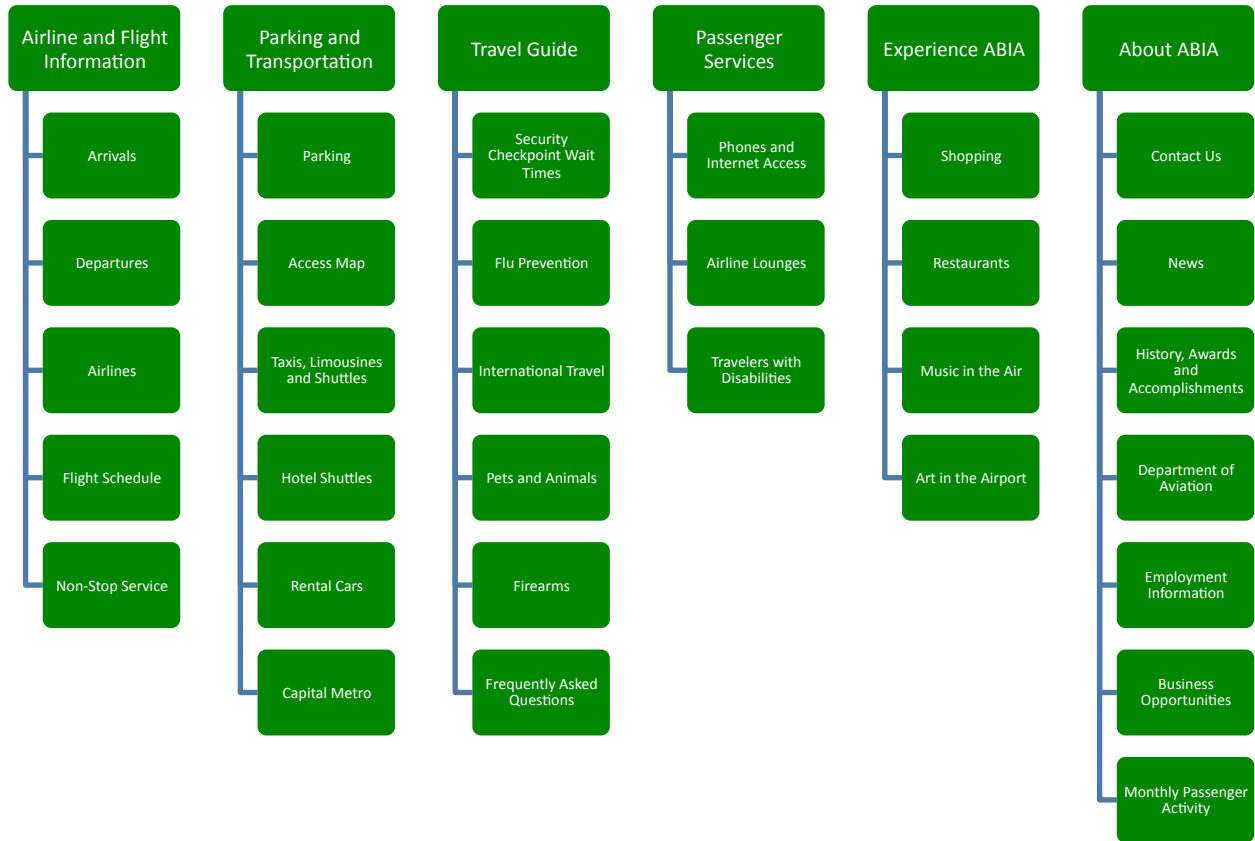 Airline and Flight
Information
Arrivals
Departures
Airlines
Flight Schedule
Non-Stop Service
Parking and
Transportation
Parking
Access Map
Taxis, Limousines
and Shuttles
Hotel Shuttles
Rental Cars
Capital Metro
Travel Guide
Security
Checkpoint Wait
Times
Flu Prevention
International Travel
Pets and Animals
Firearms
Frequently Asked
Questions
Passenger
Services
Phones and
Internet Access
Airline Lounges
Travelers with
Disabilities
Experience ABIA
Shopping
Restaurants
Music in the Air
Art in the Airport
About ABIA
Contact Us
News
History, Awards
and
Accomplishments
Department of
Aviation
Employment
Information
Business
Opportunities
Monthly Passenger
Activity